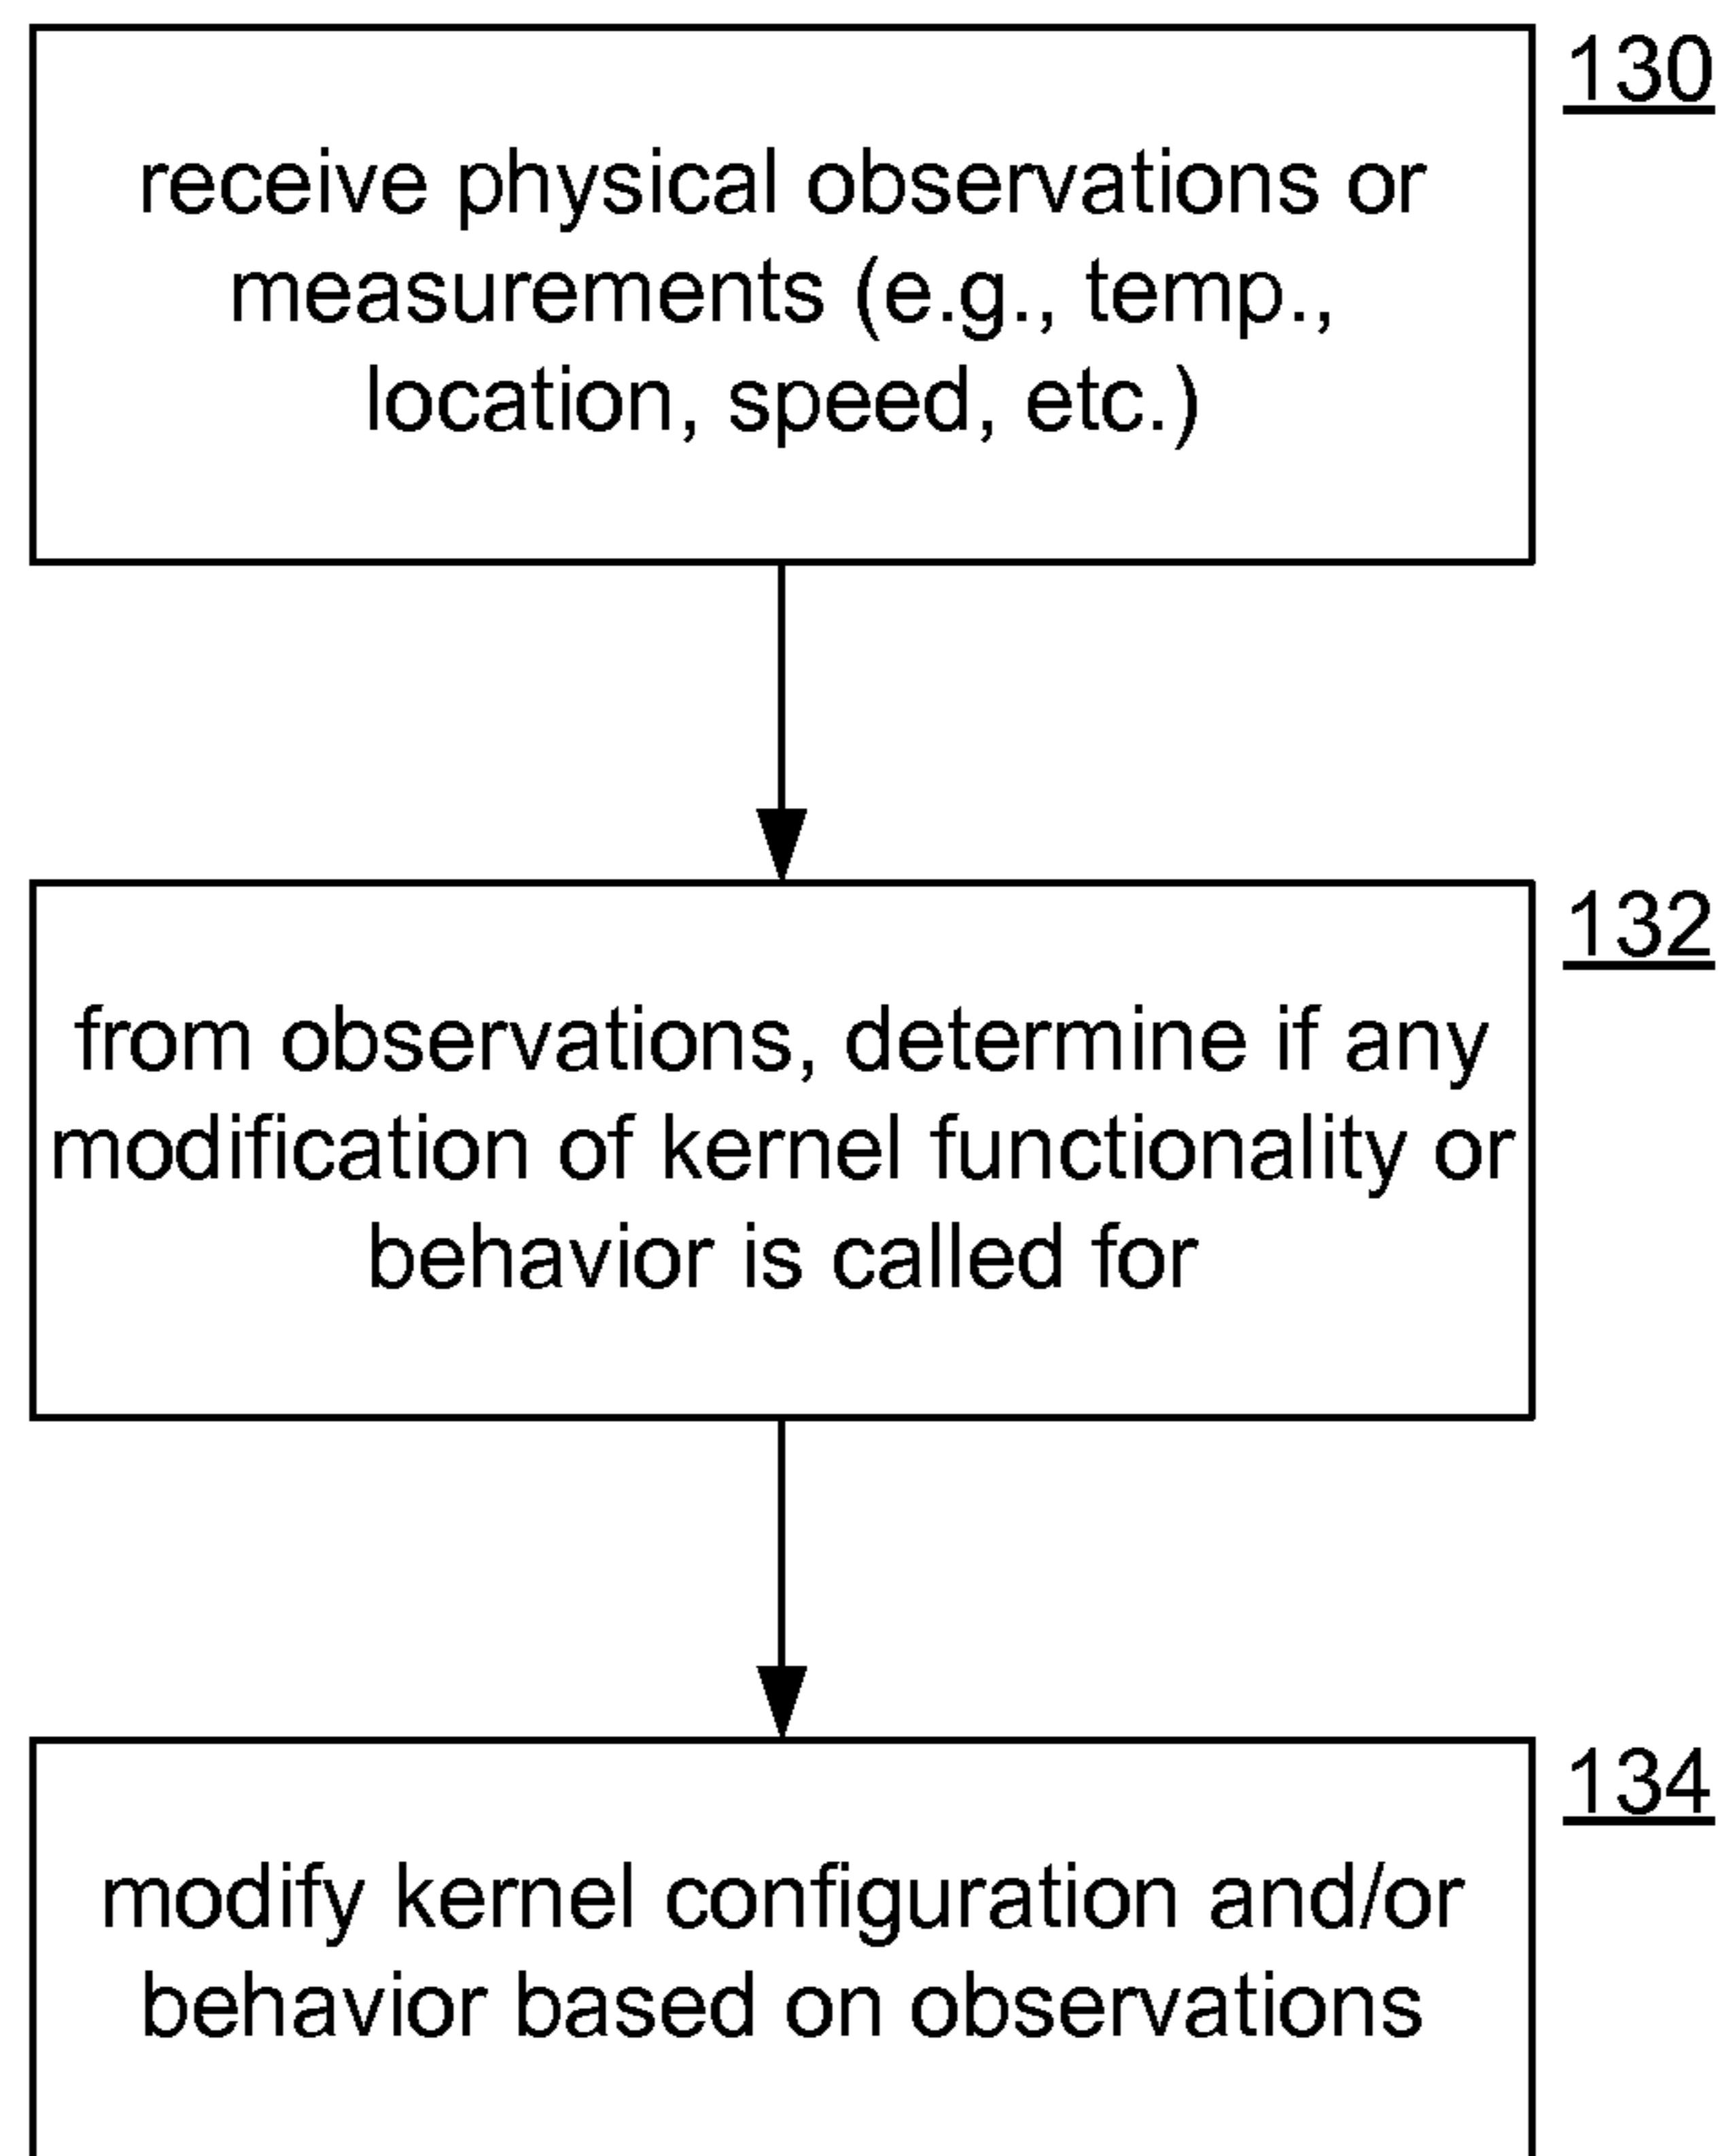 130
receive physical observations or
measurements (e.g., temp.,
location, speed, etc.)
132
from observations, determine if any
modification of kernel functionality or
behavior is called for
134
modify kernel configuration and/or
behavior based on observations